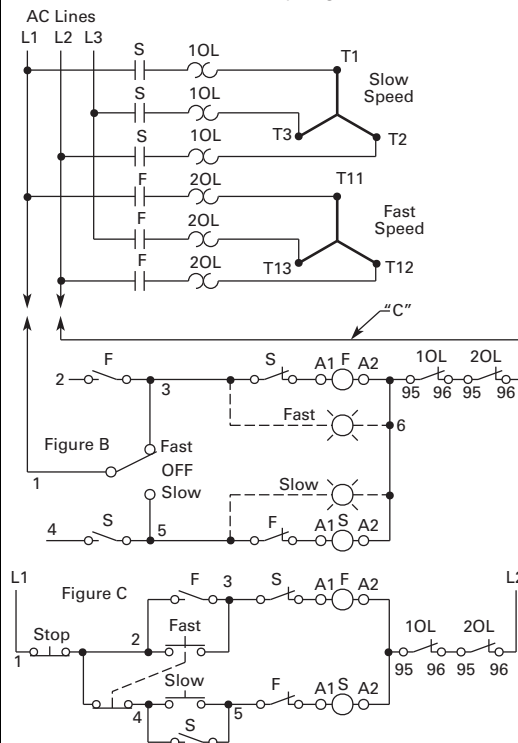 AC Lines
L1 L2 L3
S 1OL T1
Slow
Speed
S 1OL
T3 T2
S 1OL
F 2OL T11
Fast
Speed
F 2OL
T13 T12
F 2OL
"C"
F S A1 F A2 1OL 2OL
2 3 95 96 95 96
Fast
6
Figure B Fast
OFF
1 Slow
Slow
4 S 5 F A1 S A2
L1 Figure C F 3 S A1 F A2 L2
Stop 2 Fast 1OL 2OL
1 95 96 95 96
Slow
4 5 F A1 S A2
S